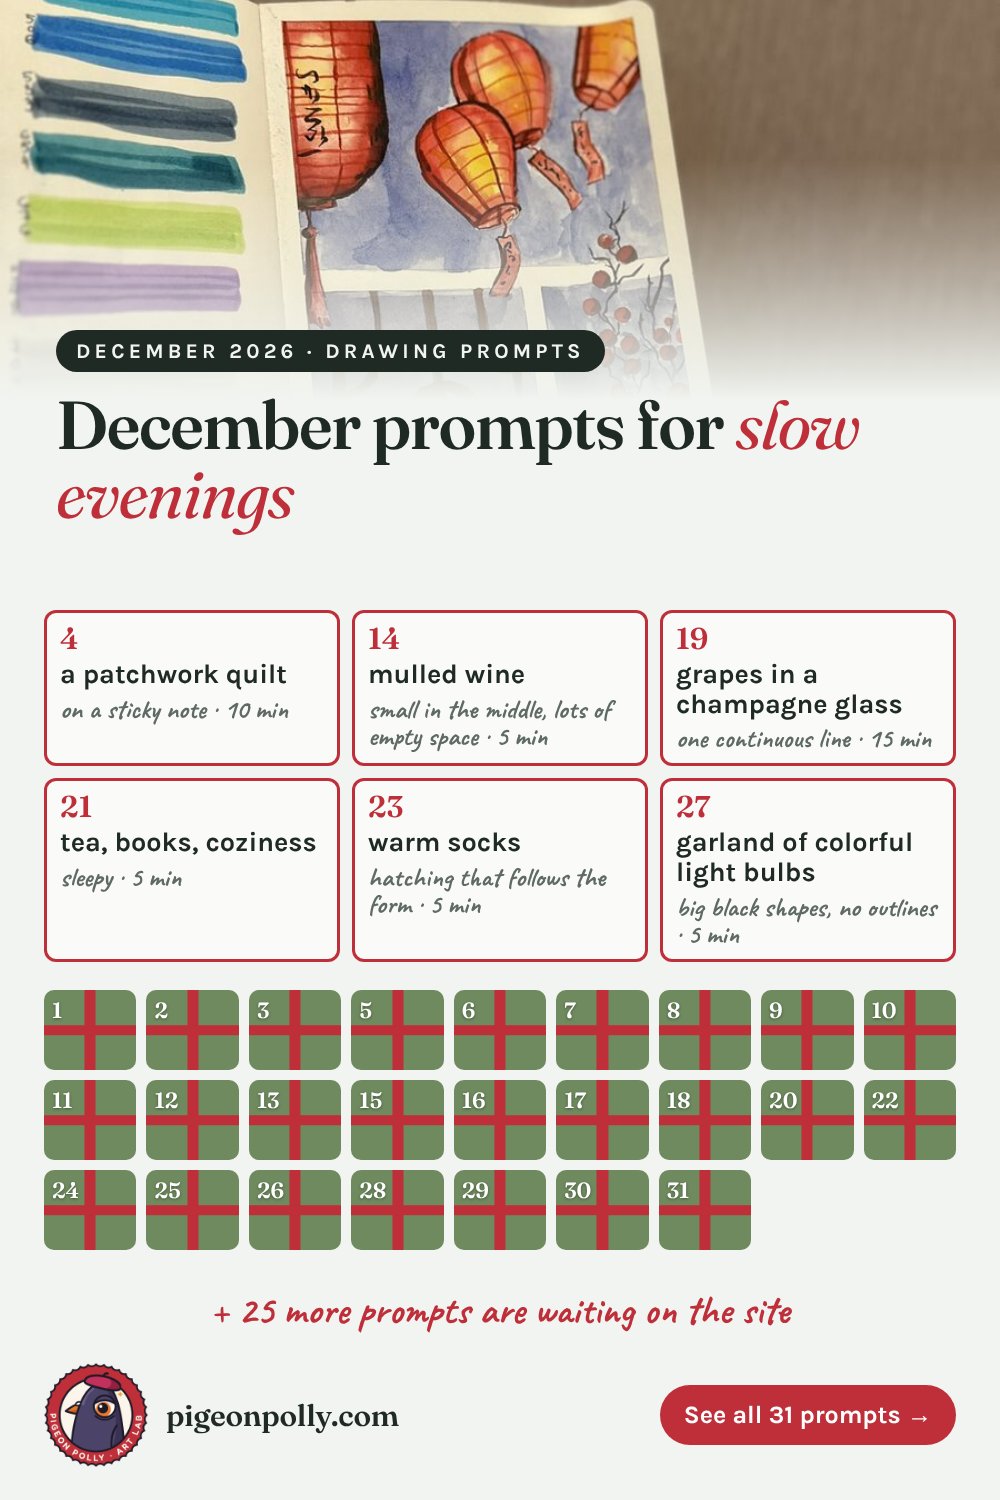 DECEMBER 2026 · DRAWING PROMPTS
December prompts for slow
evenings
4
a patchwork quilt
on a sticky note · 10 min
14
mulled wine
small in the middle, lots of
empty space · 5 min
19
grapes in a
champagne glass
one continuous line · 15 min
21
tea, books, coziness
sleepy · 5 min
23
warm socks
hatching that follows the
form · 5 min
27
garland of colorful
light bulbs
big black shapes, no outlines
· 5 min
1 2 3 5 6 7 8 9 10
11 12 13 15 16 17 18 20 22
24 25 26 28 29 30 31
+ 25 more prompts are waiting on the site
PIGEON POLLY · ART LAB
pigeonpolly.com
See all 31 prompts →